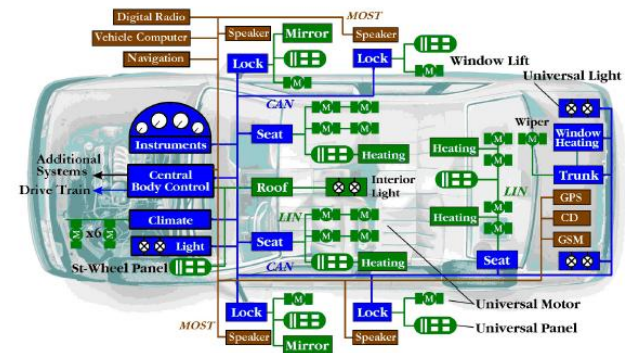 Digital Radio
MOST
Vehicle Computer
Speaker
Speaker
Navigation
Mirror
Lock
Lock
Window Lift
Universal Light
M
M
CAN
M M
M M
Wiper
Instruments
Seat
M M
M
M
Window
Heating
Additional
Systems
Heating
Heating
M
Central
Body Control
Trunk
Drive Train
Roof
Interior
Light
LIN
GPS
Climate
LIN
M M
M
CD
M x6 M
M M
Heating
M
GSM
Light
Seat
St-Wheel Panel
CAN
Heating
Seat
M
M
Lock
Lock
Universal Motor
MOST
Speaker
Speaker
Universal Panel
Mirror